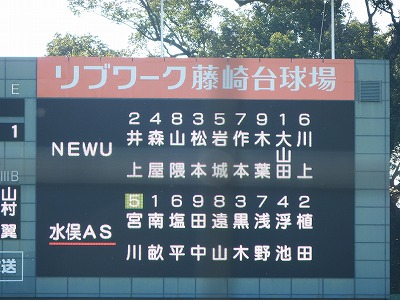 リブワーク藤崎台球場
E
1
ⅢB
山村翼
送
2 4 8 3 5 7 9 1 6
NEWU
井上 森屋 山隈 松本 岩城 作本 木葉 大山田 川上
5 1 6 9 8 3 7 4 2
水俣AS
宮川 南畝 塩平 田中 遠山 黒木 浅野 浮池 植田